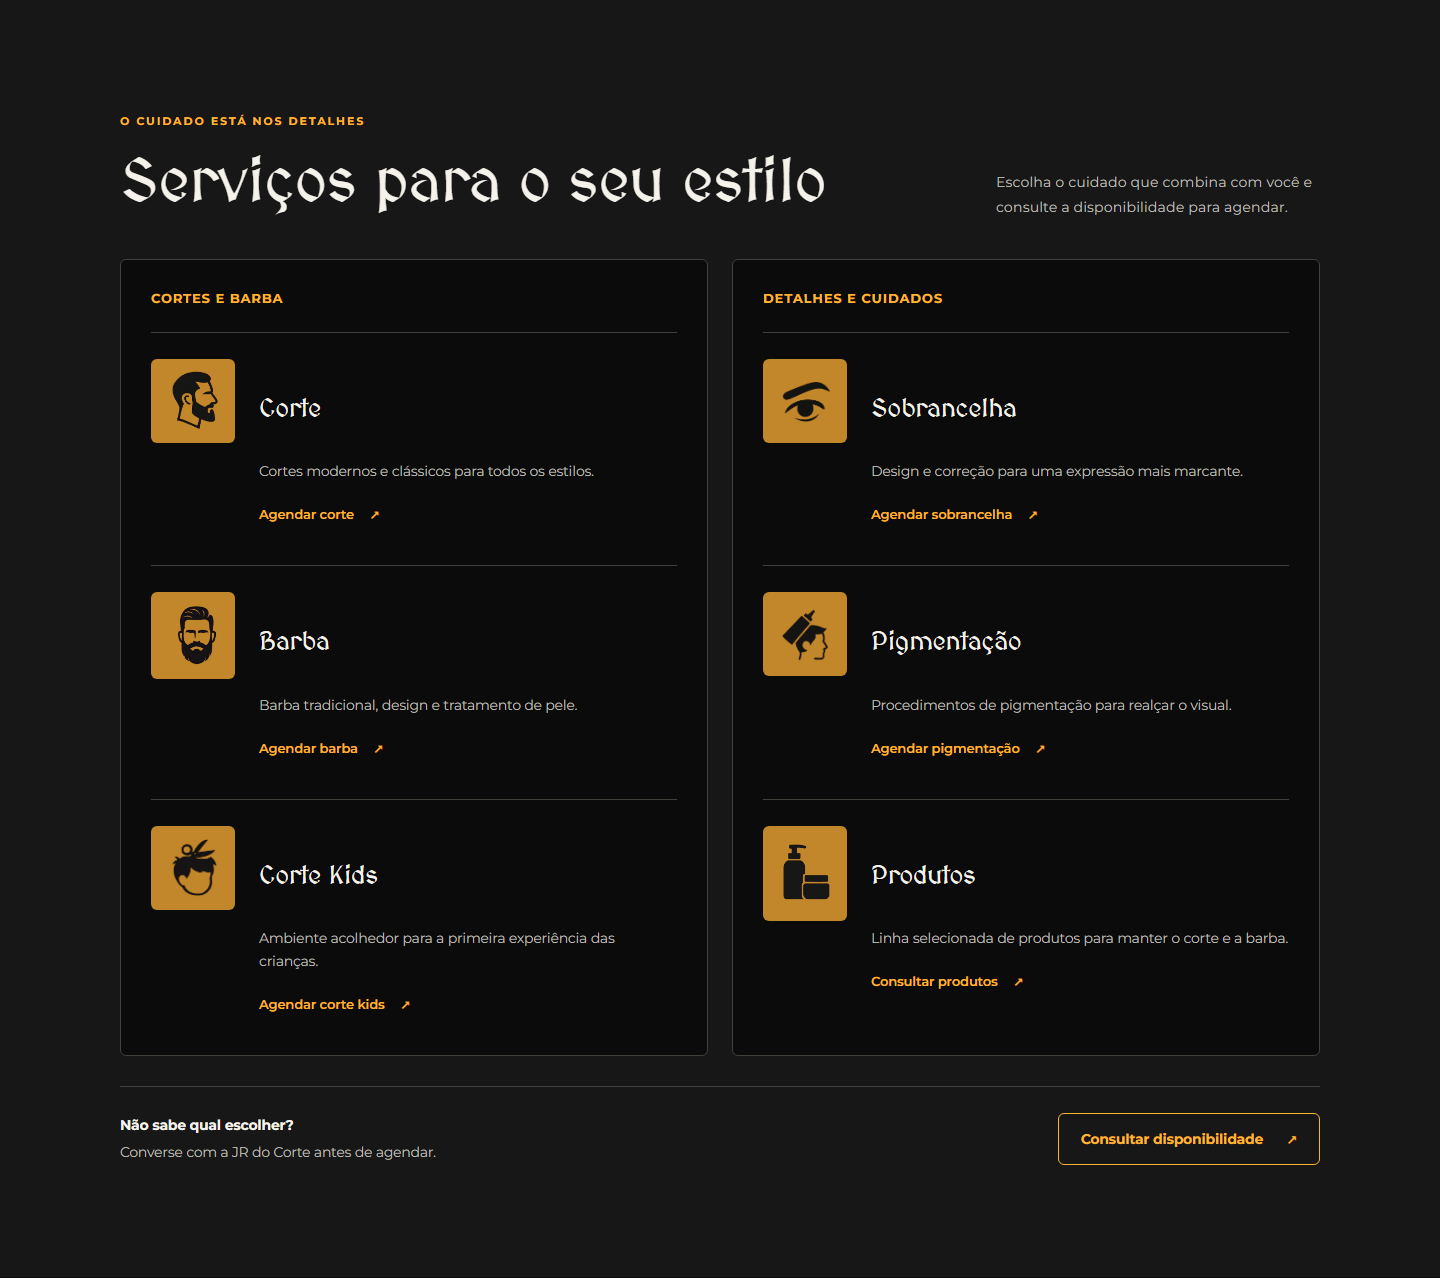 O CUIDADO ESTÁ NOS DETALHES
Serviços para o seu estilo
Escolha o cuidado que combina com você e
consulte a disponibilidade para agendar.
CORTES E BARBA
Corte
Cortes modernos e clássicos para todos os estilos.
Agendar corte ↗
Barba
Barba tradicional, design e tratamento de pele.
Agendar barba ↗
Corte Kids
Ambiente acolhedor para a primeira experiência das
crianças.
Agendar corte kids ↗
DETALHES E CUIDADOS
Sobrancelha
Design e correção para uma expressão mais marcante.
Agendar sobrancelha ↗
Pigmentação
Procedimentos de pigmentação para realçar o visual.
Agendar pigmentação ↗
Produtos
Linha selecionada de produtos para manter o corte e a barba.
Consultar produtos ↗
Não sabe qual escolher?
Converse com a JR do Corte antes de agendar.
Consultar disponibilidade ↗